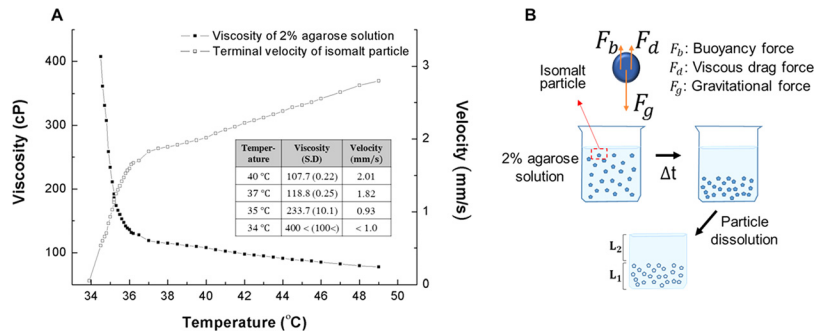 A
Viscosity of 2% agarose solution
Terminal velocity of isomalt particle
Viscosity (cP)
400
300
200
100
34 36 38 40 42 44 46 48 50
Temperature (°C)
3
2
1
0
Velocity (mm/s)
Temper-ature Viscosity (S.D) Velocity (mm/s)
40 °C 107.7 (0.22) 2.01
37 °C 118.8 (0.25) 1.82
35 °C 233.7 (10.1) 0.93
34 °C 400 < (100<) < 1.0
B
F_b F_d
F_g
F_b: Buoyancy force
F_d: Viscous drag force
F_g: Gravitational force
Isomalt
particle
2% agarose
solution
Δt
Particle
dissolution
L₂
L₁